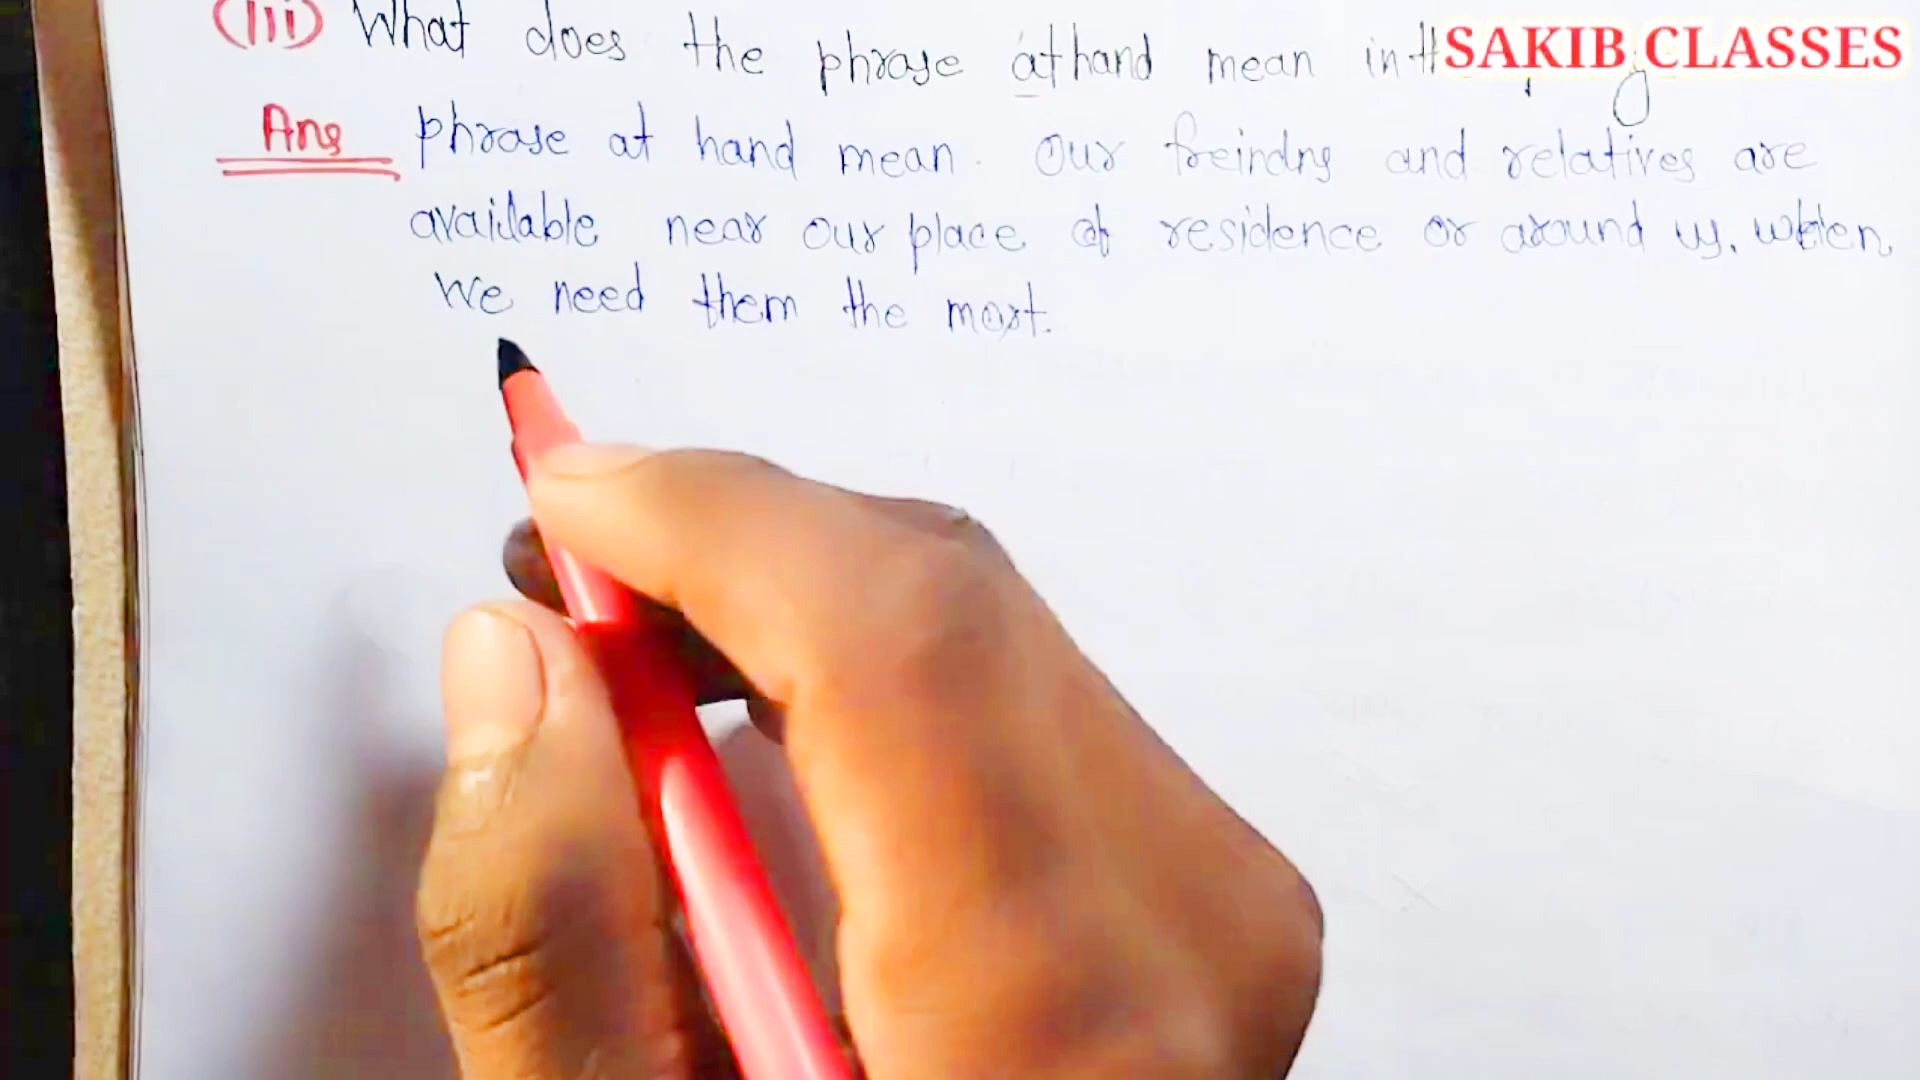 (iii) What does the phrase at hand mean in
SAKIB CLASSES
Ans phrase at hand mean. Our freindns and relatives are
available near our place of residence or around us. when
we need them the most.